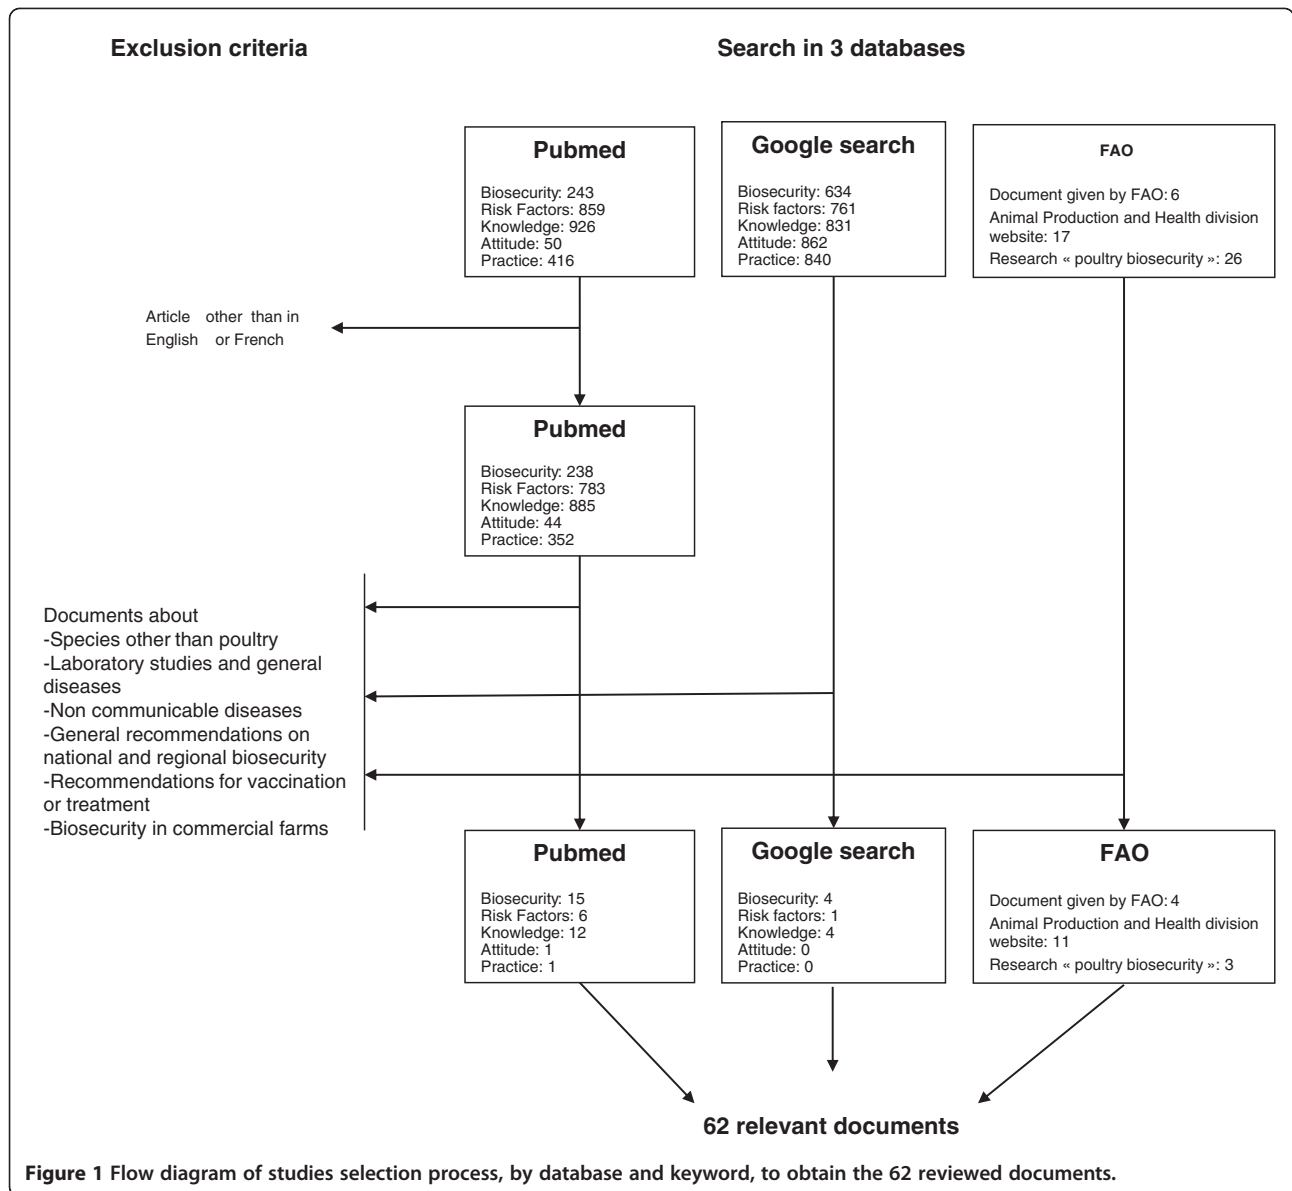 Exclusion criteria
Search in 3 databases
Pubmed
Biosecurity: 243
Risk Factors: 859
Knowledge: 926
Attitude: 50
Practice: 416
Google search
Biosecurity: 634
Risk factors: 761
Knowledge: 831
Attitude: 862
Practice: 840
FAO
Document given by FAO: 6
Animal Production and Health division
website: 17
Research « poultry biosecurity »: 26
Article other than in
English or French
Pubmed
Biosecurity: 238
Risk Factors: 783
Knowledge: 885
Attitude: 44
Practice: 352
Documents about
-Species other than poultry
-Laboratory studies and general
diseases
-Non communicable diseases
-General recommendations on
national and regional biosecurity
-Recommendations for vaccination
or treatment
-Biosecurity in commercial farms
Pubmed
Biosecurity: 15
Risk Factors: 6
Knowledge: 12
Attitude: 1
Practice: 1
Google search
Biosecurity: 4
Risk factors: 1
Knowledge: 4
Attitude: 0
Practice: 0
FAO
Document given by FAO: 4
Animal Production and Health division
website: 11
Research « poultry biosecurity »: 3
62 relevant documents
Figure 1 Flow diagram of studies selection process, by database and keyword, to obtain the 62 reviewed documents.